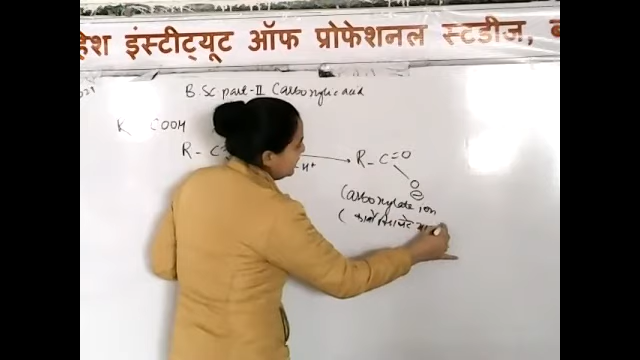 हेश इंस्टीट्यूट ऑफ प्रोफेशनल स्टडीज,
B.Sc. part-II Carboxylic acid
R COOH
R - C
-H⁺
R - C = O
O
⊖
Carboxylate ion